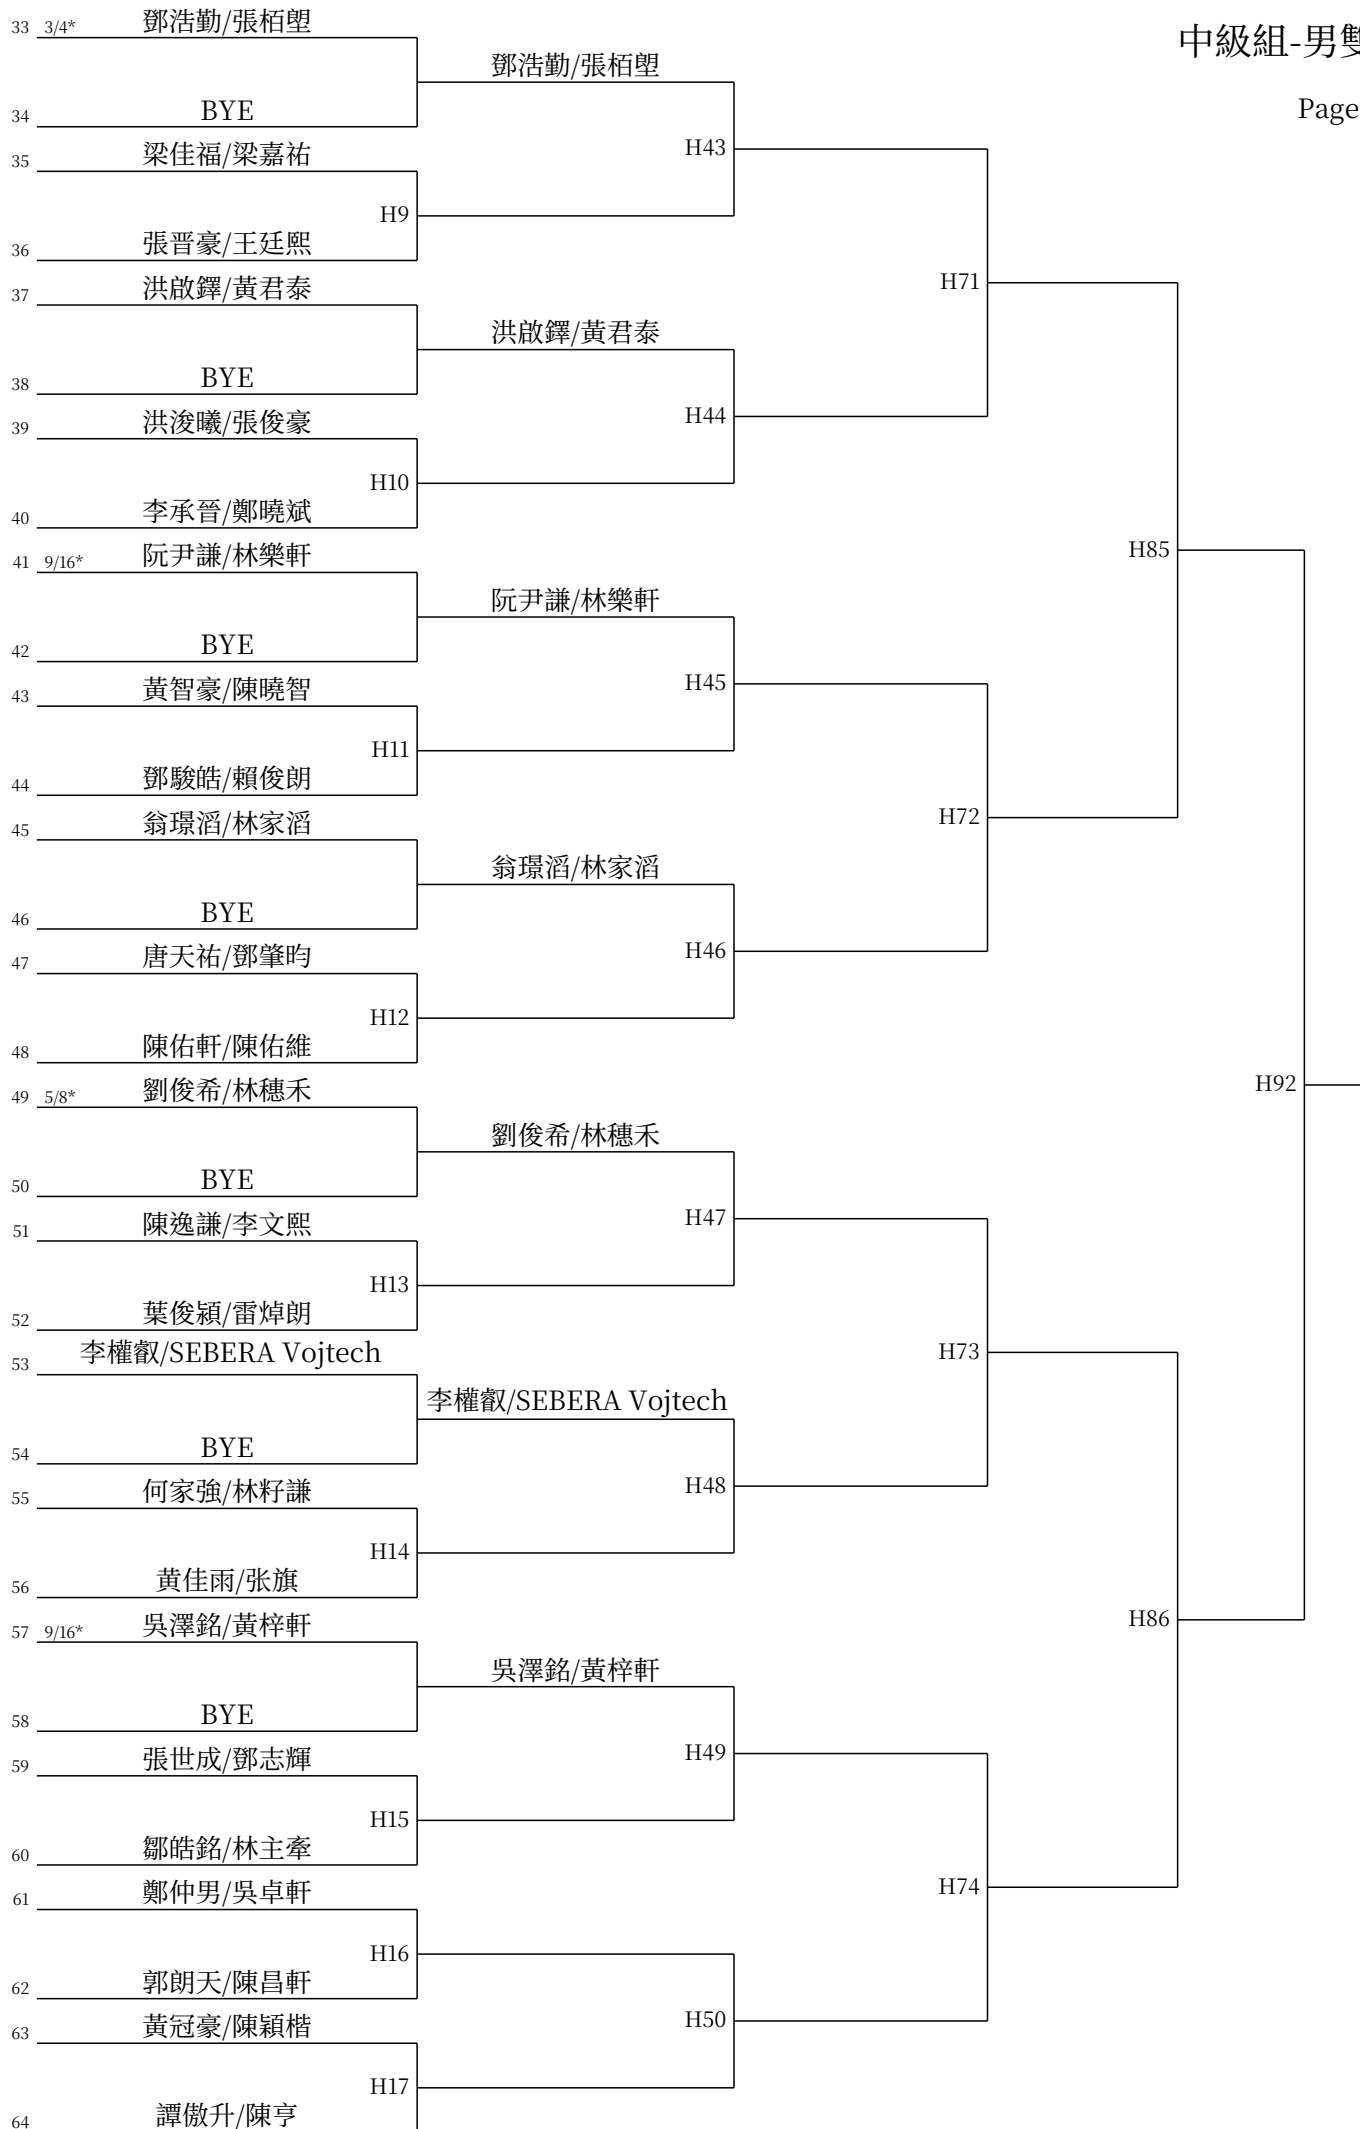 中級組-男雙
Page
33 3/4* 鄧浩勤/張栢塱
鄧浩勤/張栢塱
34 BYE
H43
35 梁佳福/梁嘉祐
H9
36 張晋豪/王廷熙
H71
37 洪啟鐸/黃君泰
洪啟鐸/黃君泰
38 BYE
H44
39 洪浚曦/張俊豪
H10
40 李承晉/鄭曉斌
H85
41 9/16* 阮尹謙/林樂軒
阮尹謙/林樂軒
42 BYE
H45
43 黃智豪/陳曉智
H11
44 鄧駿皓/賴俊朗
H72
45 翁璟滔/林家滔
翁璟滔/林家滔
46 BYE
H46
47 唐天祐/鄧肇昀
H12
48 陳佑軒/陳佑維
H92
49 5/8* 劉俊希/林穗禾
劉俊希/林穗禾
50 BYE
H47
51 陳逸謙/李文熙
H13
52 葉俊潁/雷焯朗
H73
53 李權叡/SEBERA Vojtech
李權叡/SEBERA Vojtech
54 BYE
H48
55 何家強/林籽謙
H14
56 黄佳雨/张旗
H86
57 9/16* 吳澤銘/黃梓軒
吳澤銘/黃梓軒
58 BYE
H49
59 張世成/鄧志輝
H15
60 鄒皓銘/林主牽
H74
61 鄭仲男/吳卓軒
H16
62 郭朗天/陳昌軒
H50
63 黃冠豪/陳穎楷
H17
64 譚傲升/陳亨